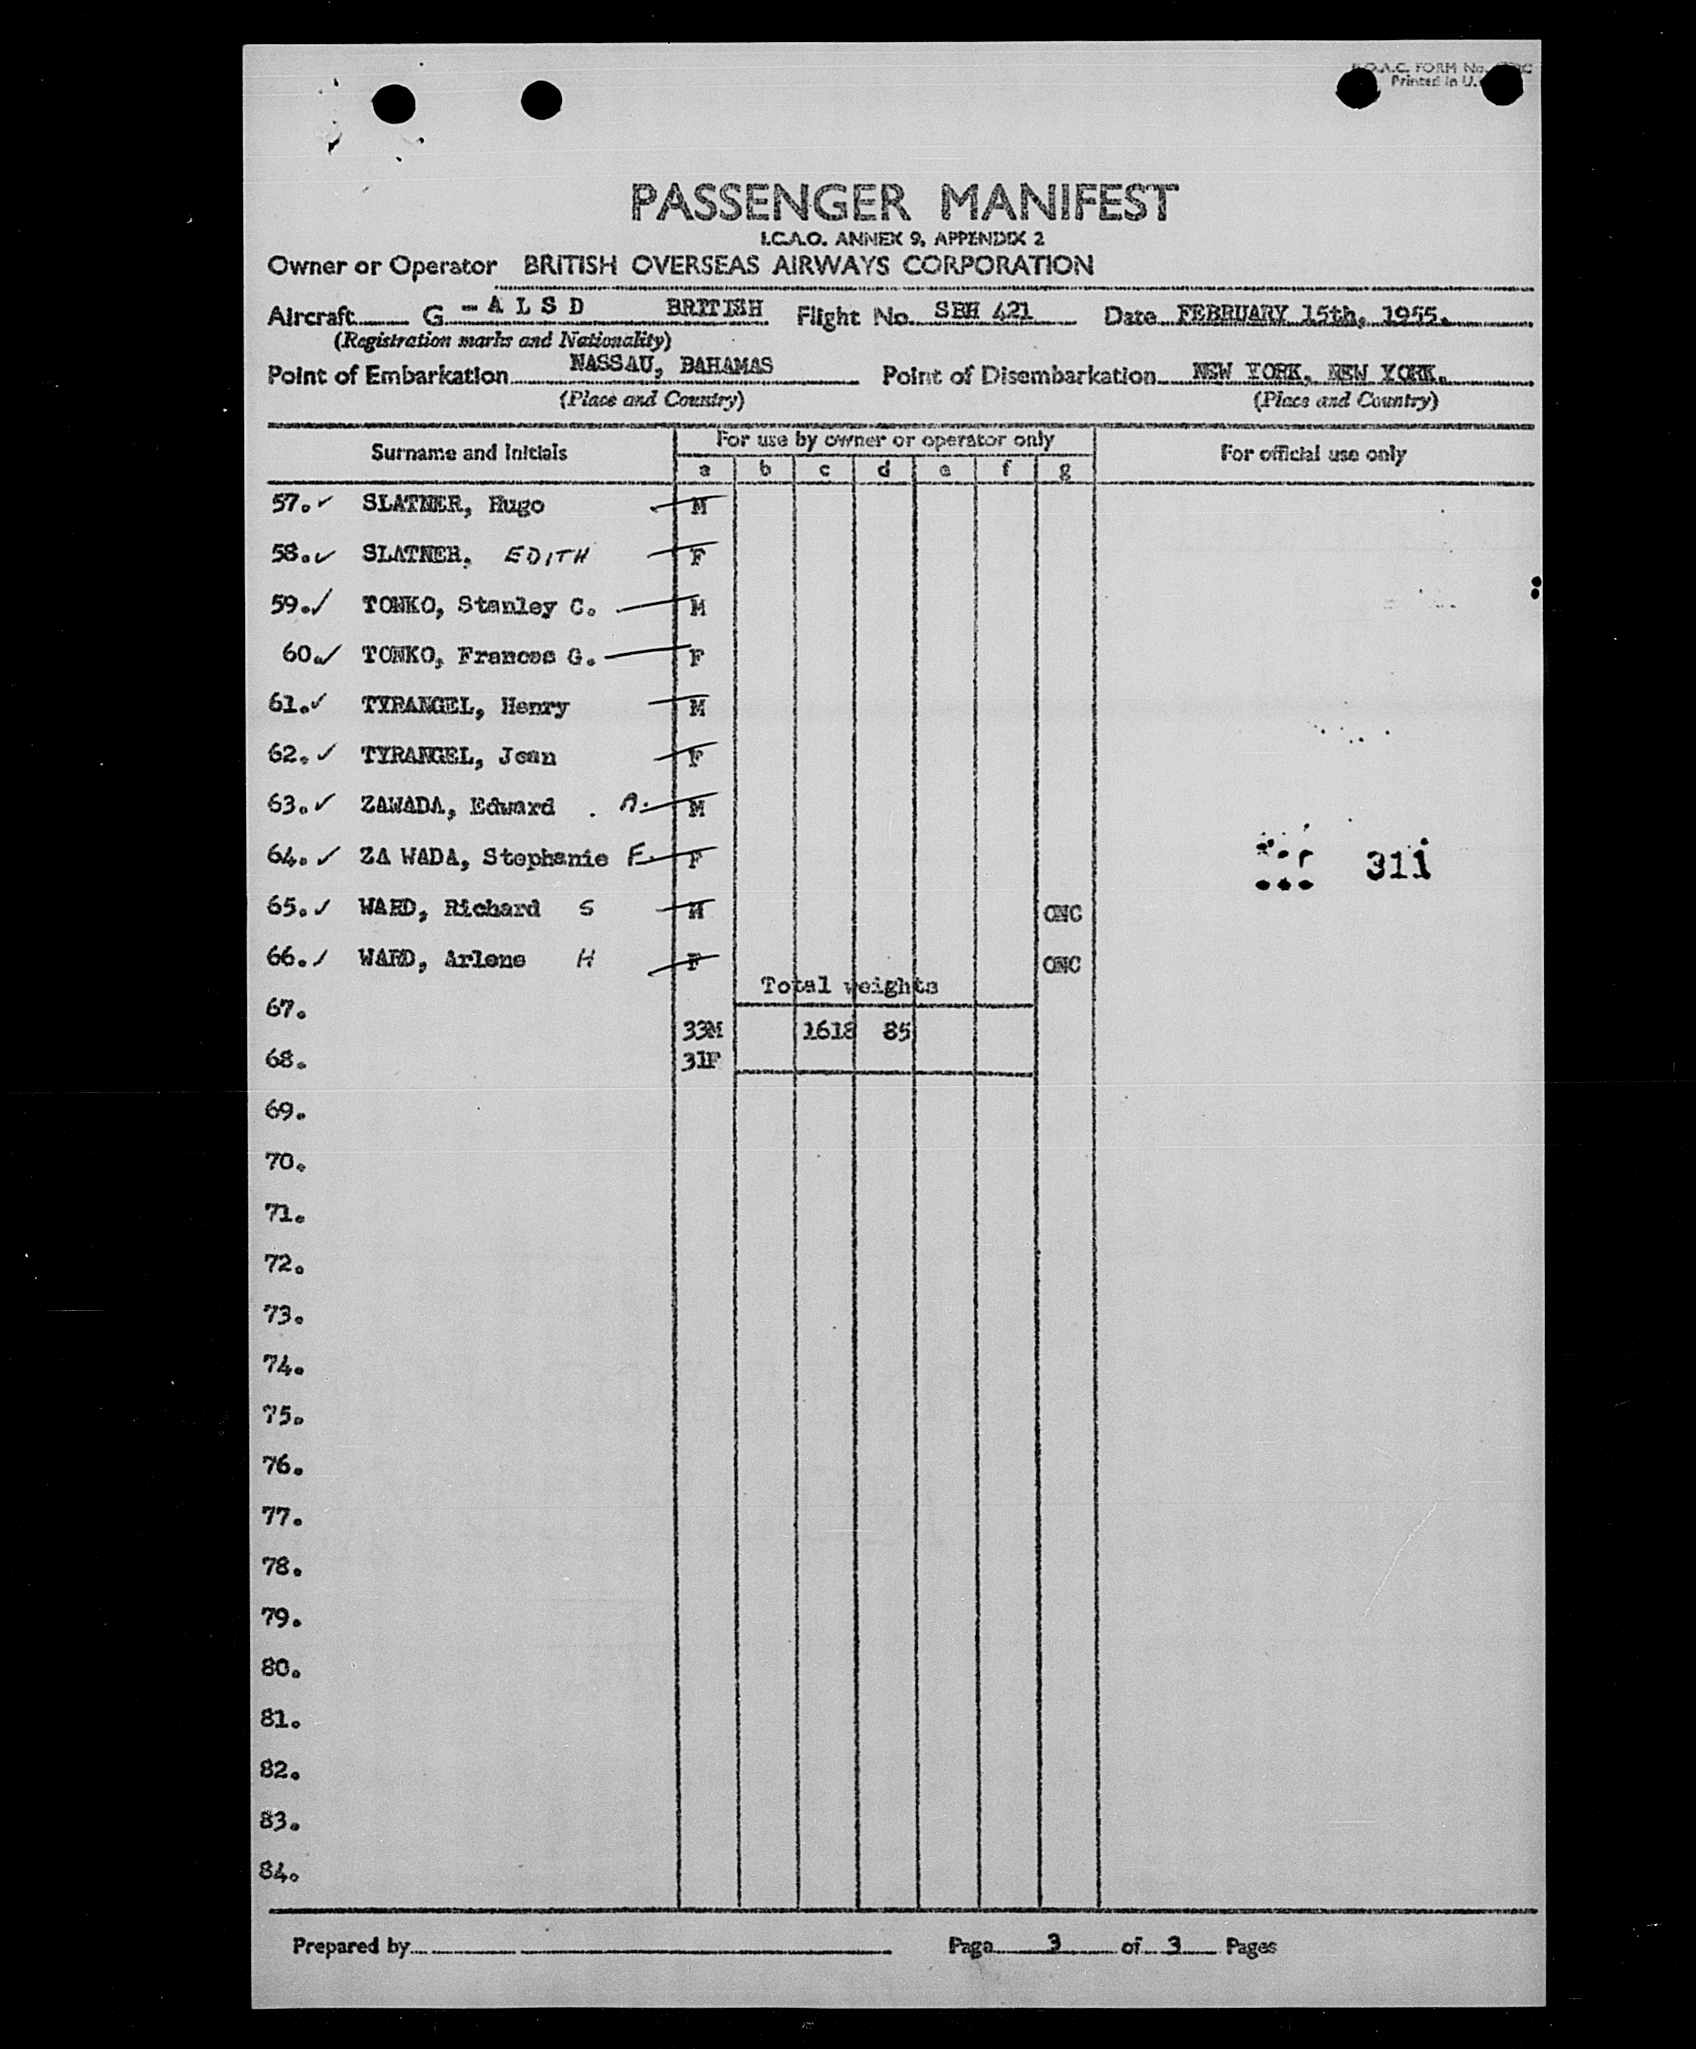 B.O.A.C. FORM No.
Printed in U.
PASSENGER MANIFEST
I.C.A.O. ANNEX 9, APPENDIX 2
Owner or Operator BRITISH OVERSEAS AIRWAYS CORPORATION
Aircraft G - A L S D BRITISH Flight No. SBH 421 Date FEBRUARY 15th, 1955.
(Registration marks and Nationality)
Point of Embarkation NASSAU, BAHAMAS Point of Disembarkation NEW YORK, NEW YORK.
(Place and Country) (Place and Country)
Surname and Initials For use by owner or operator only For official use only
a b c d e f g
57. ✓ SLATNER, Hugo M
58. ✓ SLATNER, EDITH F
59. ✓ TONKO, Stanley C. M
60. ✓ TONKO, Frances G. F
61. ✓ TYRANGEL, Henry M
62. ✓ TYRANGEL, Jean F
63. ✓ ZAWADA, Edward . A. M
64. ✓ ZA WADA, Stephanie F. F
311
65. ✓ WARD, Richard S M ONC
66. ✓ WARD, Arlene H F ONC
Total weights
67.
33M 1618 85
31F
68.
69.
70.
71.
72.
73.
74.
75.
76.
77.
78.
79.
80.
81.
82.
83.
84.
Prepared by Page 3 of 3 Pages